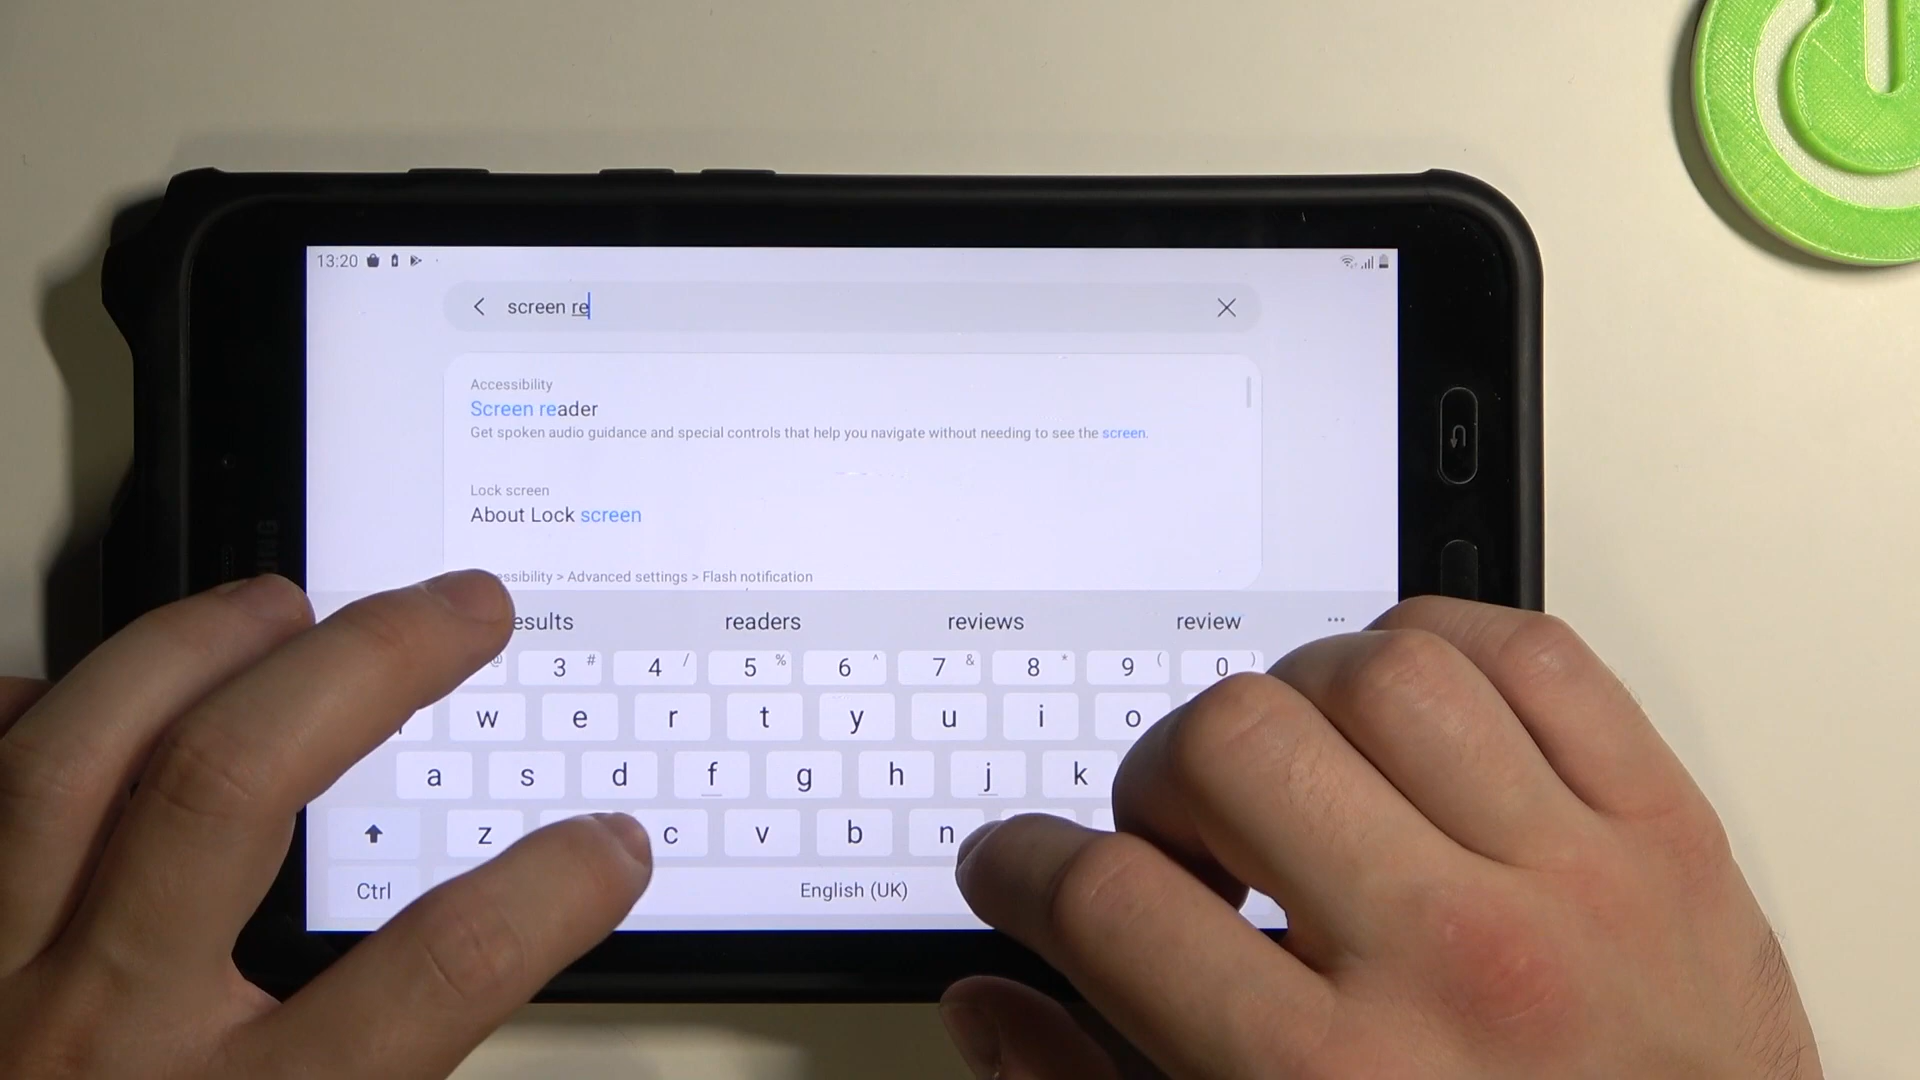 13:20
screen re
Accessibility
Screen reader
Get spoken audio guidance and special controls that help you navigate without needing to see the screen.
Lock screen
About Lock screen
essibility > Advanced settings > Flash notification
esults readers reviews review ...
@ 3 # 4 / 5 % 6 ^ 7 & 8 * 9 ( 0 )
w e r t y u i o
a s d f g h j k
z c v b n
Ctrl English (UK)